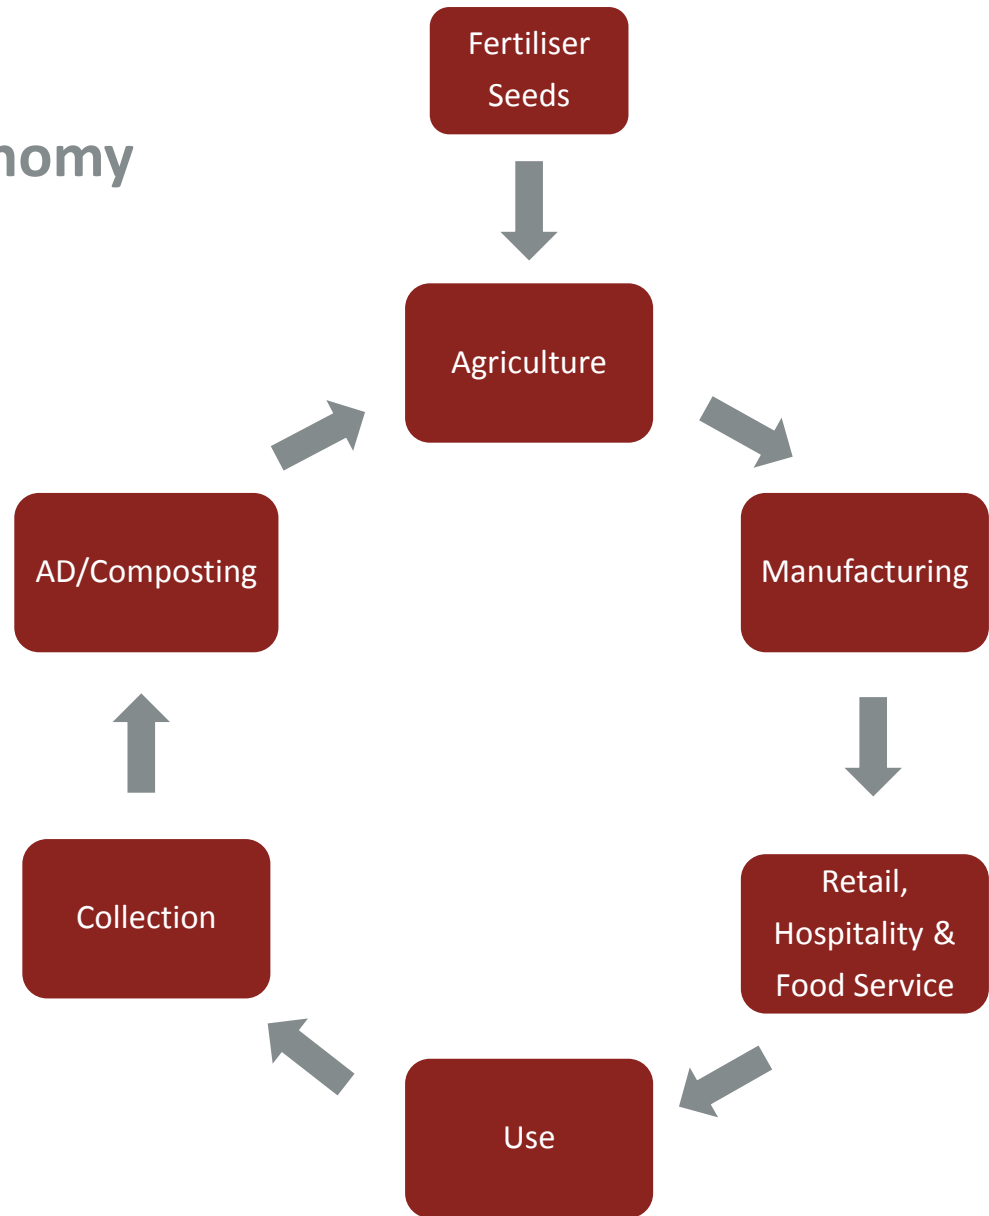 Fertiliser
Seeds
nomy
Agriculture
AD/Composting
Manufacturing
Collection
Retail,
Hospitality &
Food Service
Use